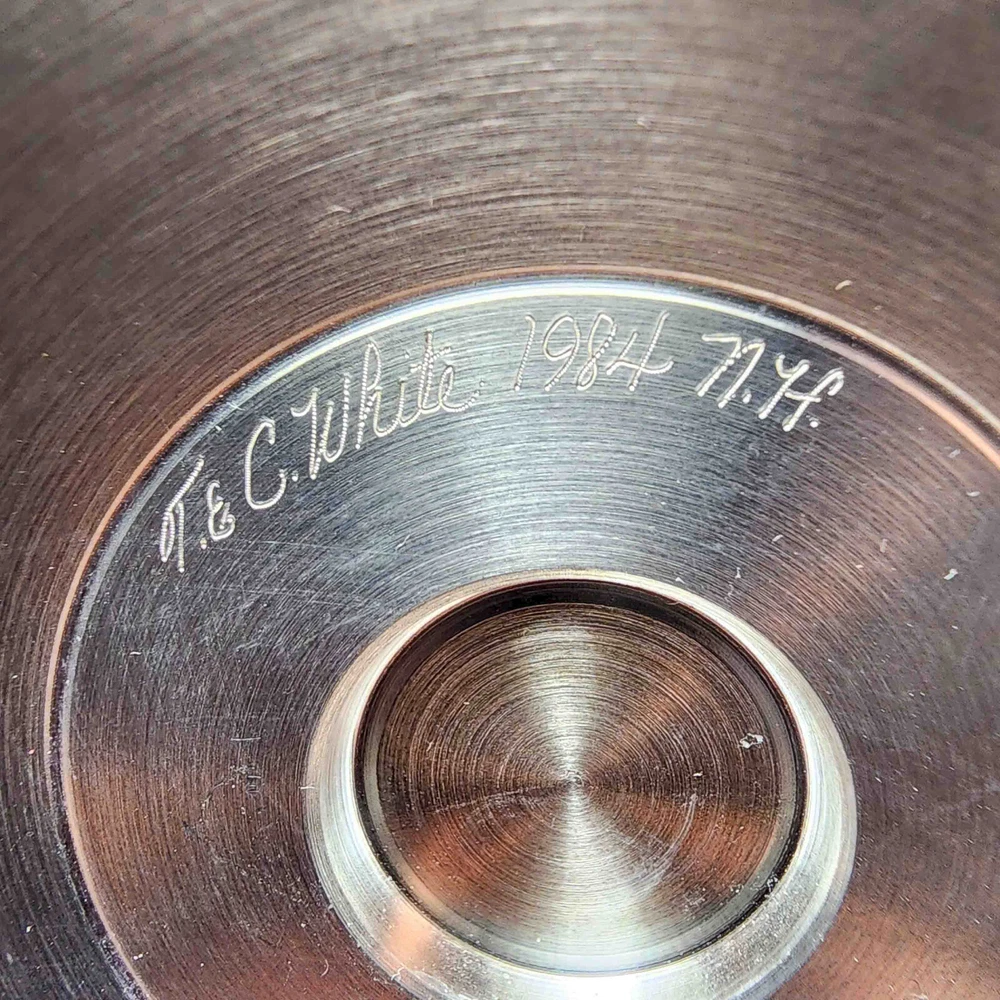 T. & C. White 1984 N.H.